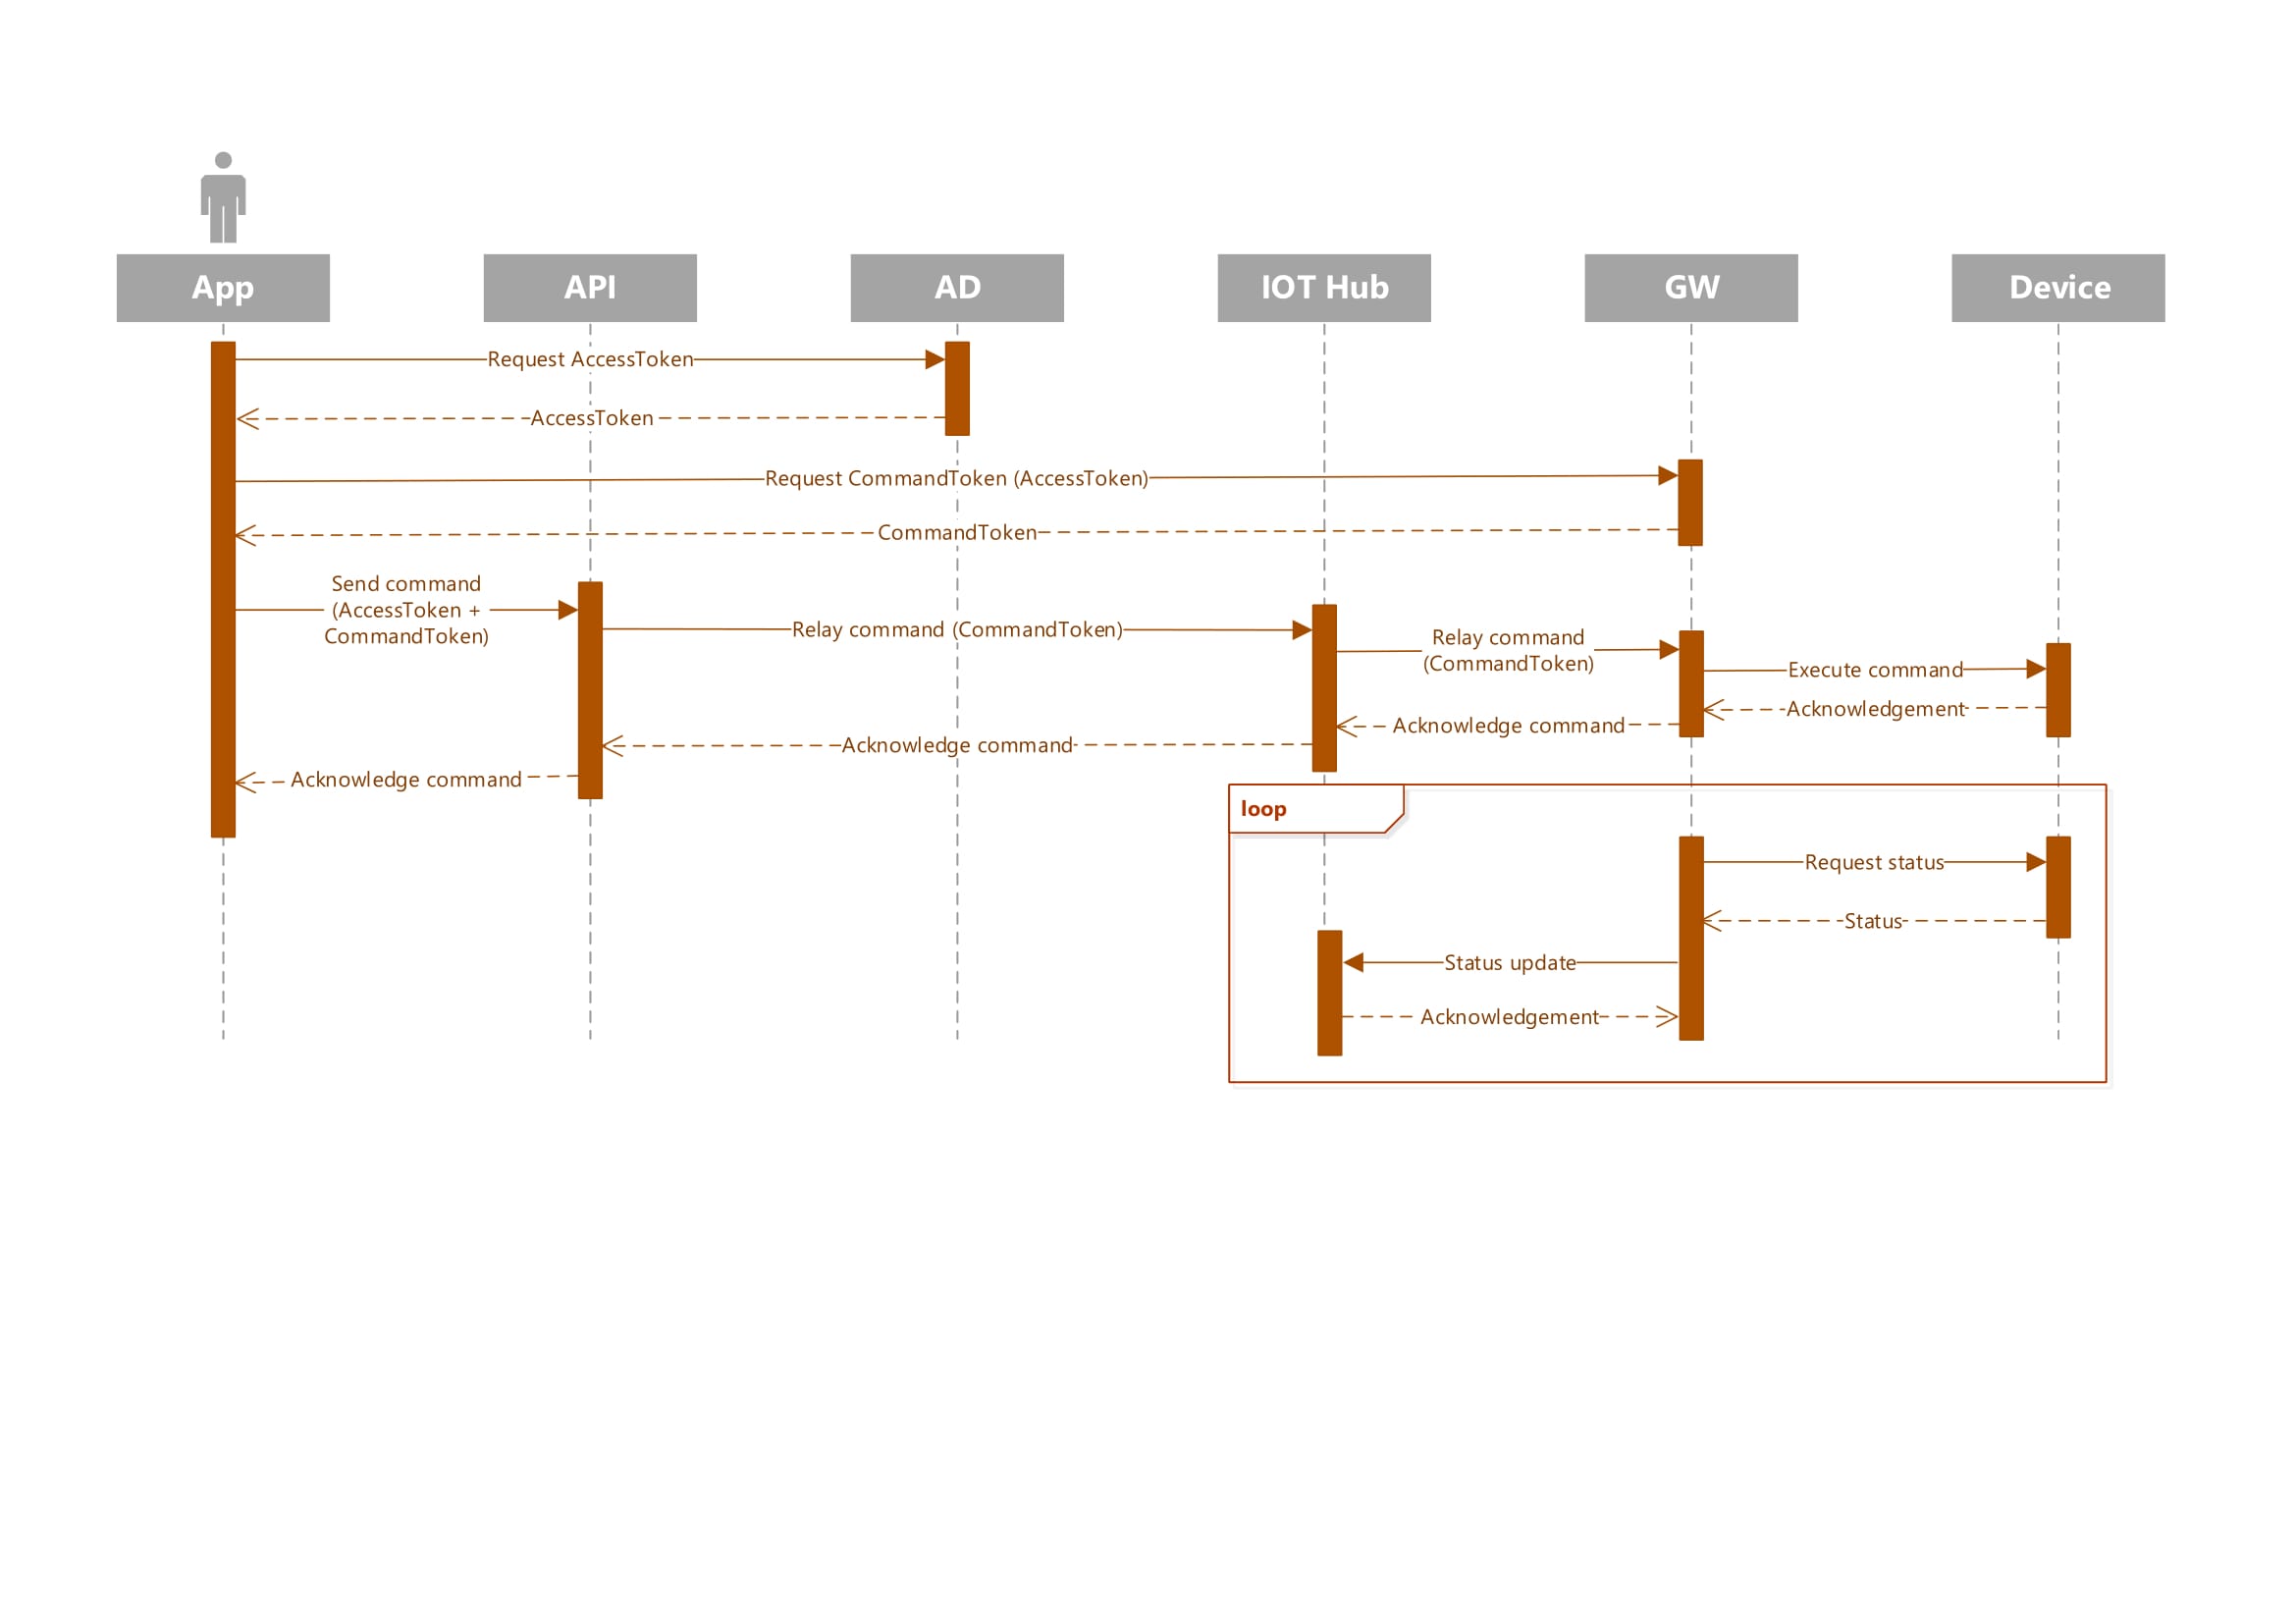 App
API
AD
IOT Hub
GW
Device
Request AccessToken
AccessToken
Request CommandToken (AccessToken)
CommandToken
Send command
(AccessToken +
CommandToken)
Relay command (CommandToken)
Relay command
(CommandToken)
Execute command
Acknowledgement
Acknowledge command
Acknowledge command
Acknowledge command
loop
Request status
Status
Status update
Acknowledgement